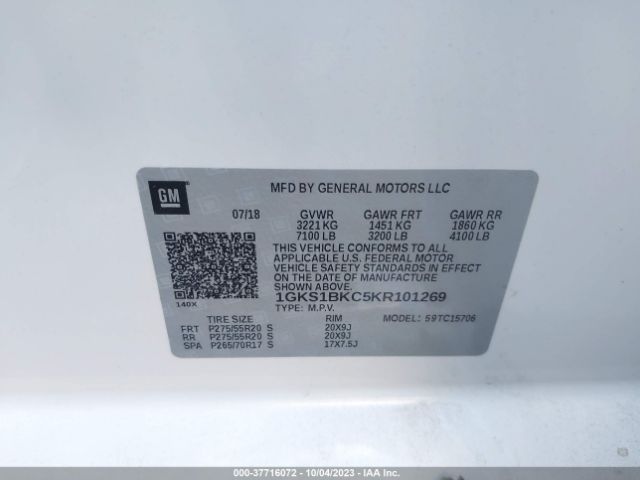 GM
MFD BY GENERAL MOTORS LLC
07/18 GVWR GAWR FRT GAWR RR
3221 KG 1451 KG 1860 KG
7100 LB 3200 LB 4100 LB
THIS VEHICLE CONFORMS TO ALL
APPLICABLE U.S. FEDERAL MOTOR
VEHICLE SAFETY AND THEFT PREVENTION
STANDARDS IN EFFECT ON THE
DATE OF MANUFACTURE
SHOWN ABOVE.
1GKS1BKC5KR101269
140X
TYPE: M.P.V.
MODEL: 59TC15706
TIRE SIZE RIM
FRT P275/55R20 S 20X9J
RR P275/55R20 S 20X9J
SPA P265/70R17 S 17X7.5J
000-37716072 — 10/04/2023 — IAA Inc.